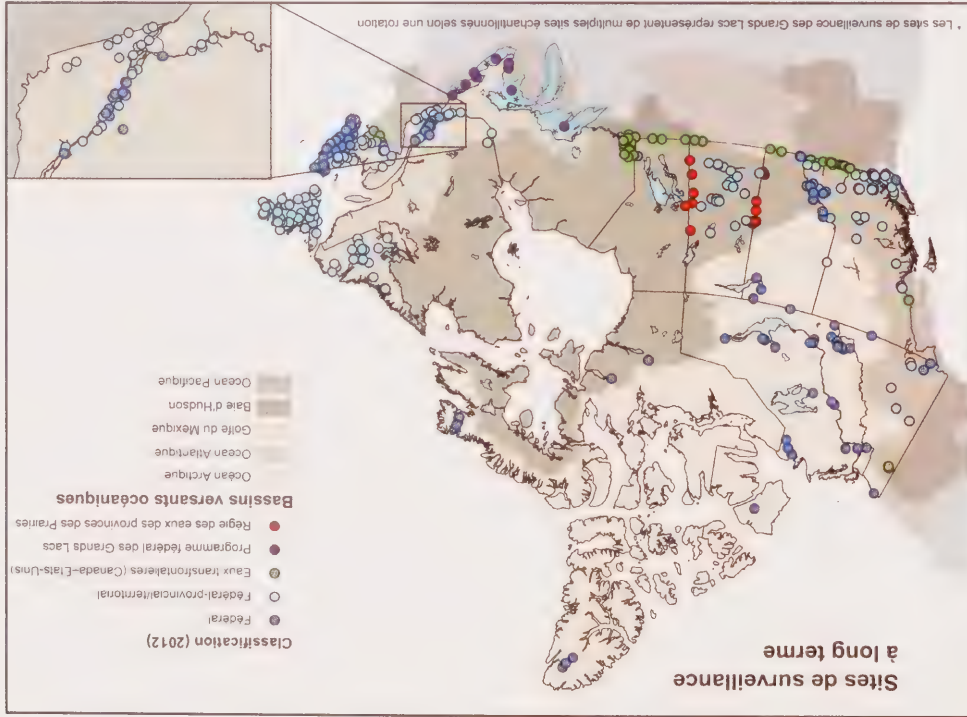 Sites de surveillance
à long terme
Classification (2012)
Fédéral
Fédéral-provincial/territorial
Eaux transfrontalières (Canada–États-Unis)
Programme fédéral des Grands Lacs
Régie des eaux des provinces des Prairies
Bassins versants océaniques
Océan Arctique
Océan Atlantique
Golfe du Mexique
Baie d'Hudson
Océan Pacifique
* Les sites de surveillance des Grands Lacs représentent de multiples sites échantillonnés selon une rotation